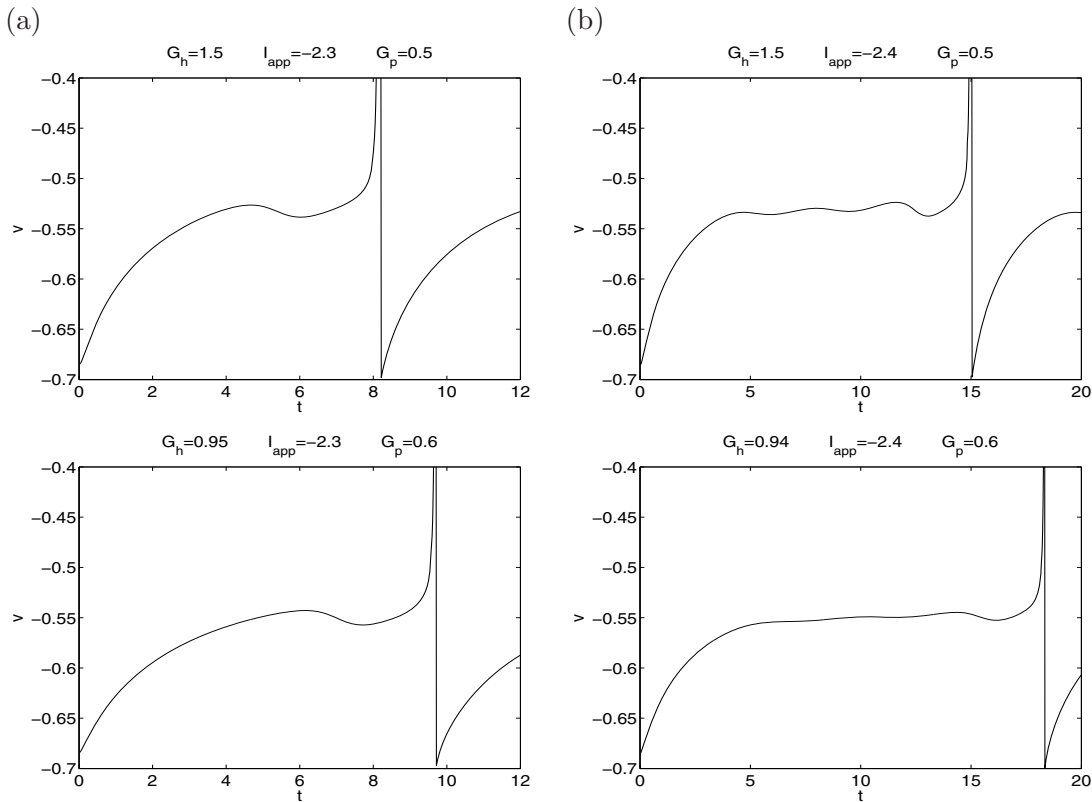 (a)
G_h=1.5 I_app=−2.3 G_p=0.5
−0.4
−0.45
−0.5
−0.55
−0.6
−0.65
−0.7
v
0 2 4 6 8 10 12
t
(b)
G_h=1.5 I_app=−2.4 G_p=0.5
−0.4
−0.45
−0.5
−0.55
−0.6
−0.65
−0.7
v
0 5 10 15 20
t
G_h=0.95 I_app=−2.3 G_p=0.6
−0.4
−0.45
−0.5
−0.55
−0.6
−0.65
−0.7
v
0 2 4 6 8 10 12
t
G_h=0.94 I_app=−2.4 G_p=0.6
−0.4
−0.45
−0.5
−0.55
−0.6
−0.65
−0.7
v
0 5 10 15 20
t